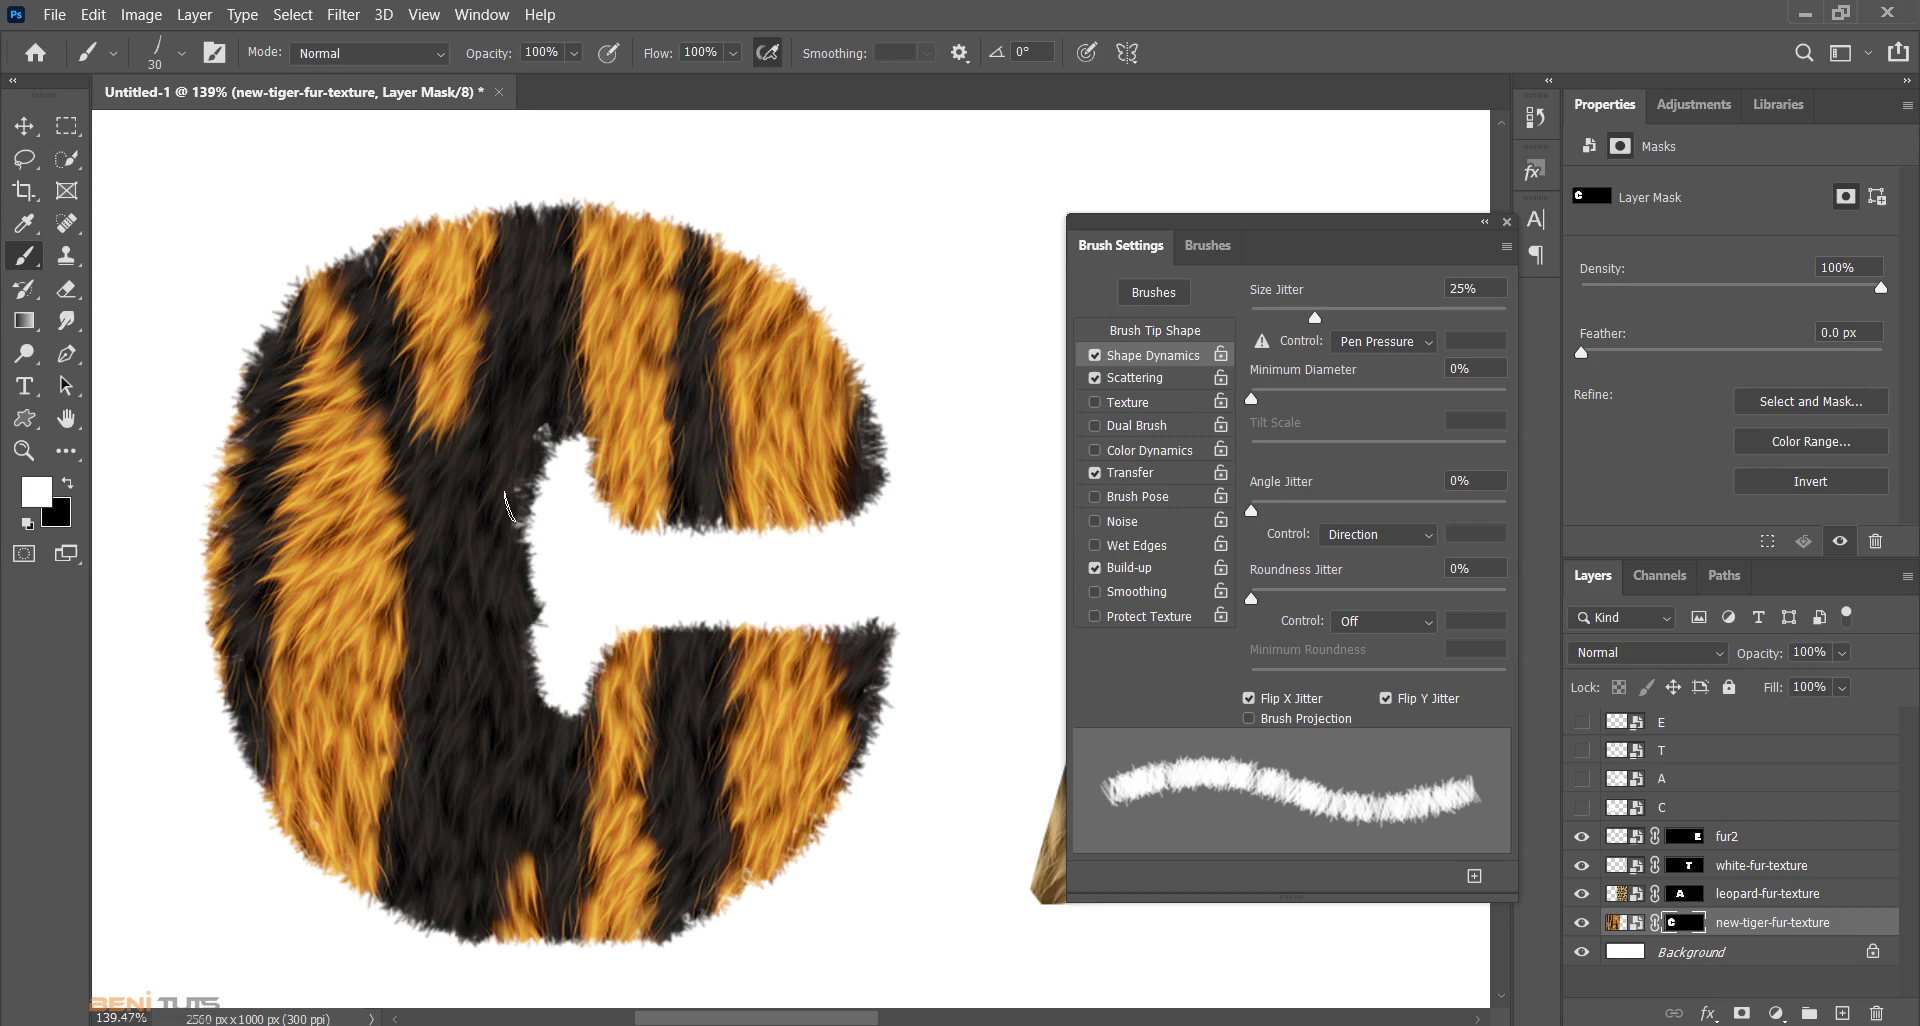 Ps File Edit Image Layer Type Select Filter 3D View Window Help
30 Mode: Normal Opacity: 100% Flow: 100% Smoothing: 0°
Untitled-1 @ 139% (new-tiger-fur-texture, Layer Mask/8) *
Brush Settings Brushes
Brushes
Brush Tip Shape
Shape Dynamics
Scattering
Texture
Dual Brush
Color Dynamics
Transfer
Brush Pose
Noise
Wet Edges
Build-up
Smoothing
Protect Texture
Size Jitter 25%
Control: Pen Pressure
Minimum Diameter 0%
Tilt Scale
Angle Jitter 0%
Control: Direction
Roundness Jitter 0%
Control: Off
Minimum Roundness
Flip X Jitter Flip Y Jitter
Brush Projection
Properties Adjustments Libraries
Masks
Layer Mask
Density: 100%
Feather: 0.0 px
Refine: Select and Mask...
Color Range...
Invert
Layers Channels Paths
Kind
Normal Opacity: 100%
Lock: Fill: 100%
E
T
A
C
fur2
white-fur-texture
leopard-fur-texture
new-tiger-fur-texture
Background
BENI TUTS
139.47% 2560 px x 1000 px (300 ppi)